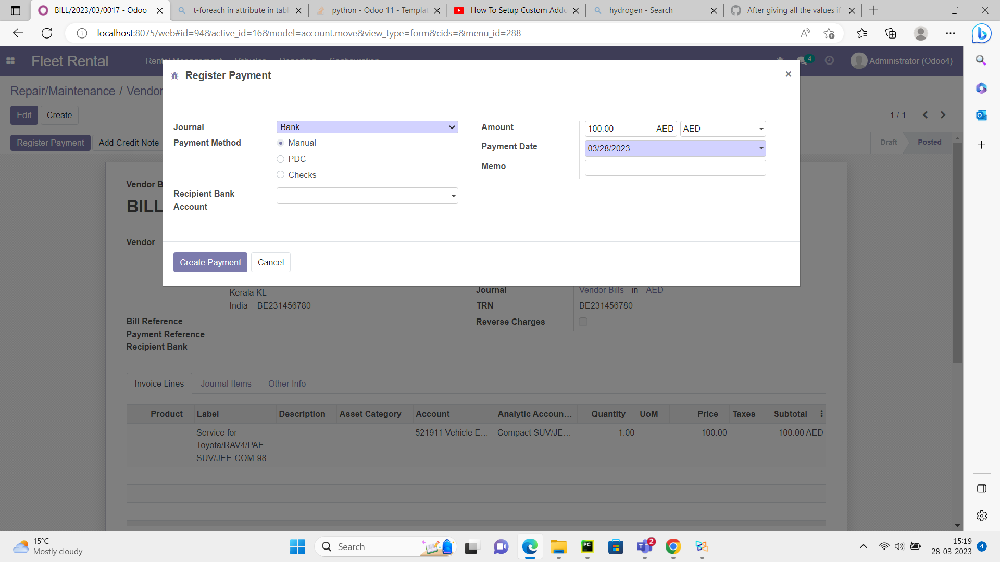 BILL/2023/03/0017 - Odoo
t-foreach in attribute in tabl
python - Odoo 11 - Templat
How To Setup Custom Addo
hydrogen - Search
After giving all the values if
localhost:8075/web#id=94&active_id=16&model=account.move&view_type=form&cids=&menu_id=288
Fleet Rental
Rental Management
Vehicles
Reporting
Configuration
4
Administrator (Odoo4)
Register Payment
×
Repair/Maintenance / Vendor
Edit
Create
1 / 1
Register Payment
Add Credit Note
Draft
Posted
Journal
Bank
Payment Method
Manual
PDC
Checks
Recipient Bank
Account
Amount
100.00 AED
AED
Payment Date
03/28/2023
Memo
Create Payment
Cancel
Vendor B
BILL
Vendor
Kerala KL
India – BE231456780
Bill Reference
Payment Reference
Recipient Bank
Journal
Vendor Bills in AED
TRN
BE231456780
Reverse Charges
Invoice Lines
Journal Items
Other Info
Product Label Description Asset Category Account Analytic Accoun... Quantity UoM Price Taxes Subtotal
Service for
Toyota/RAV4/PAE...
SUV/JEE-COM-98
521911 Vehicle E...
Compact SUV/JE...
1.00
100.00
100.00 AED
15°C
Mostly cloudy
Search
PC
T
2
15:19
28-03-2023
4